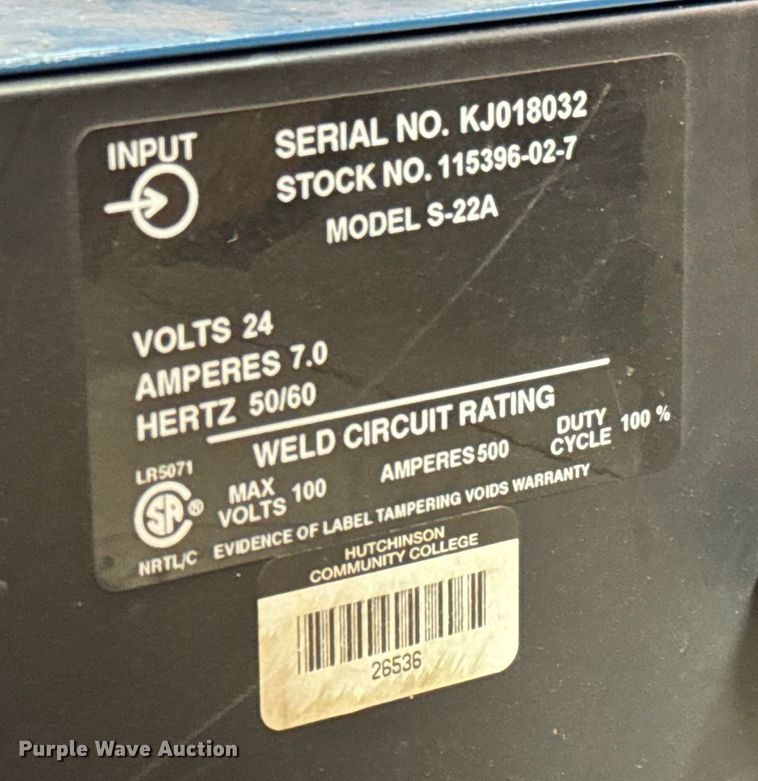 INPUT
SERIAL NO. KJ018032
STOCK NO. 115396-02-7
MODEL S-22A
VOLTS 24
AMPERES 7.0
HERTZ 50/60
WELD CIRCUIT RATING
LR5071
SA ®
NRTL/C
MAX VOLTS 100
AMPERES 500
DUTY CYCLE 100 %
EVIDENCE OF LABEL TAMPERING VOIDS WARRANTY
HUTCHINSON
COMMUNITY COLLEGE
26536
Purple Wave Auction